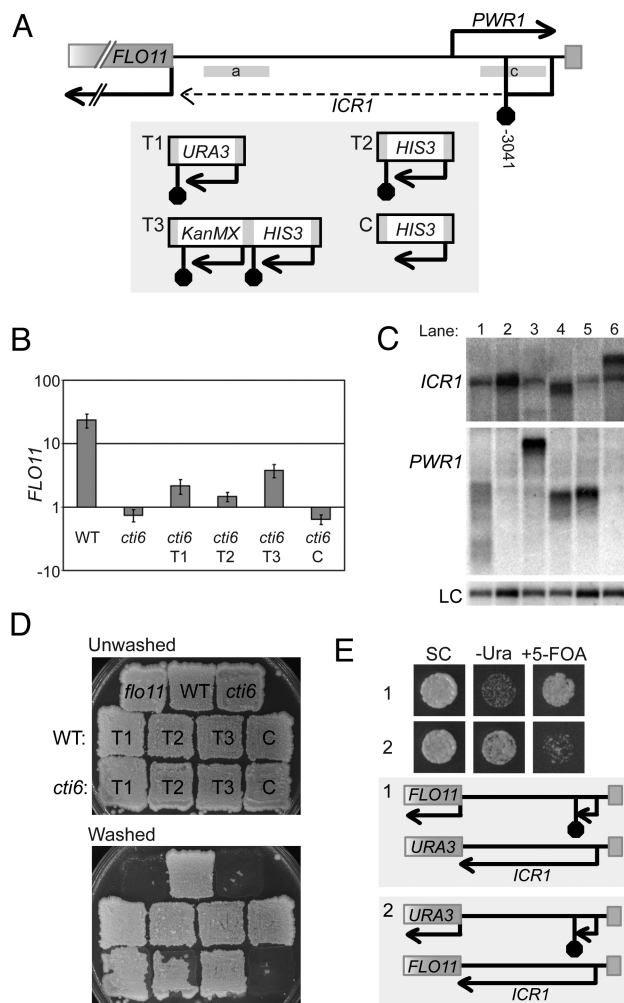 A
PWR1
FLO11
a
c
ICR1
-3041
T1
URA3
T2
HIS3
T3
KanMX
HIS3
C
HIS3
B
FLO11
100
10
1
-10
WT
cti6
cti6 T1
cti6 T2
cti6 T3
cti6 C
C
Lane: 1 2 3 4 5 6
ICR1
PWR1
LC
D
Unwashed
flo11 WT cti6
WT: T1 T2 T3 C
cti6: T1 T2 T3 C
Washed
E
SC -Ura +5-FOA
1
2
1
FLO11
URA3
ICR1
2
URA3
FLO11
ICR1